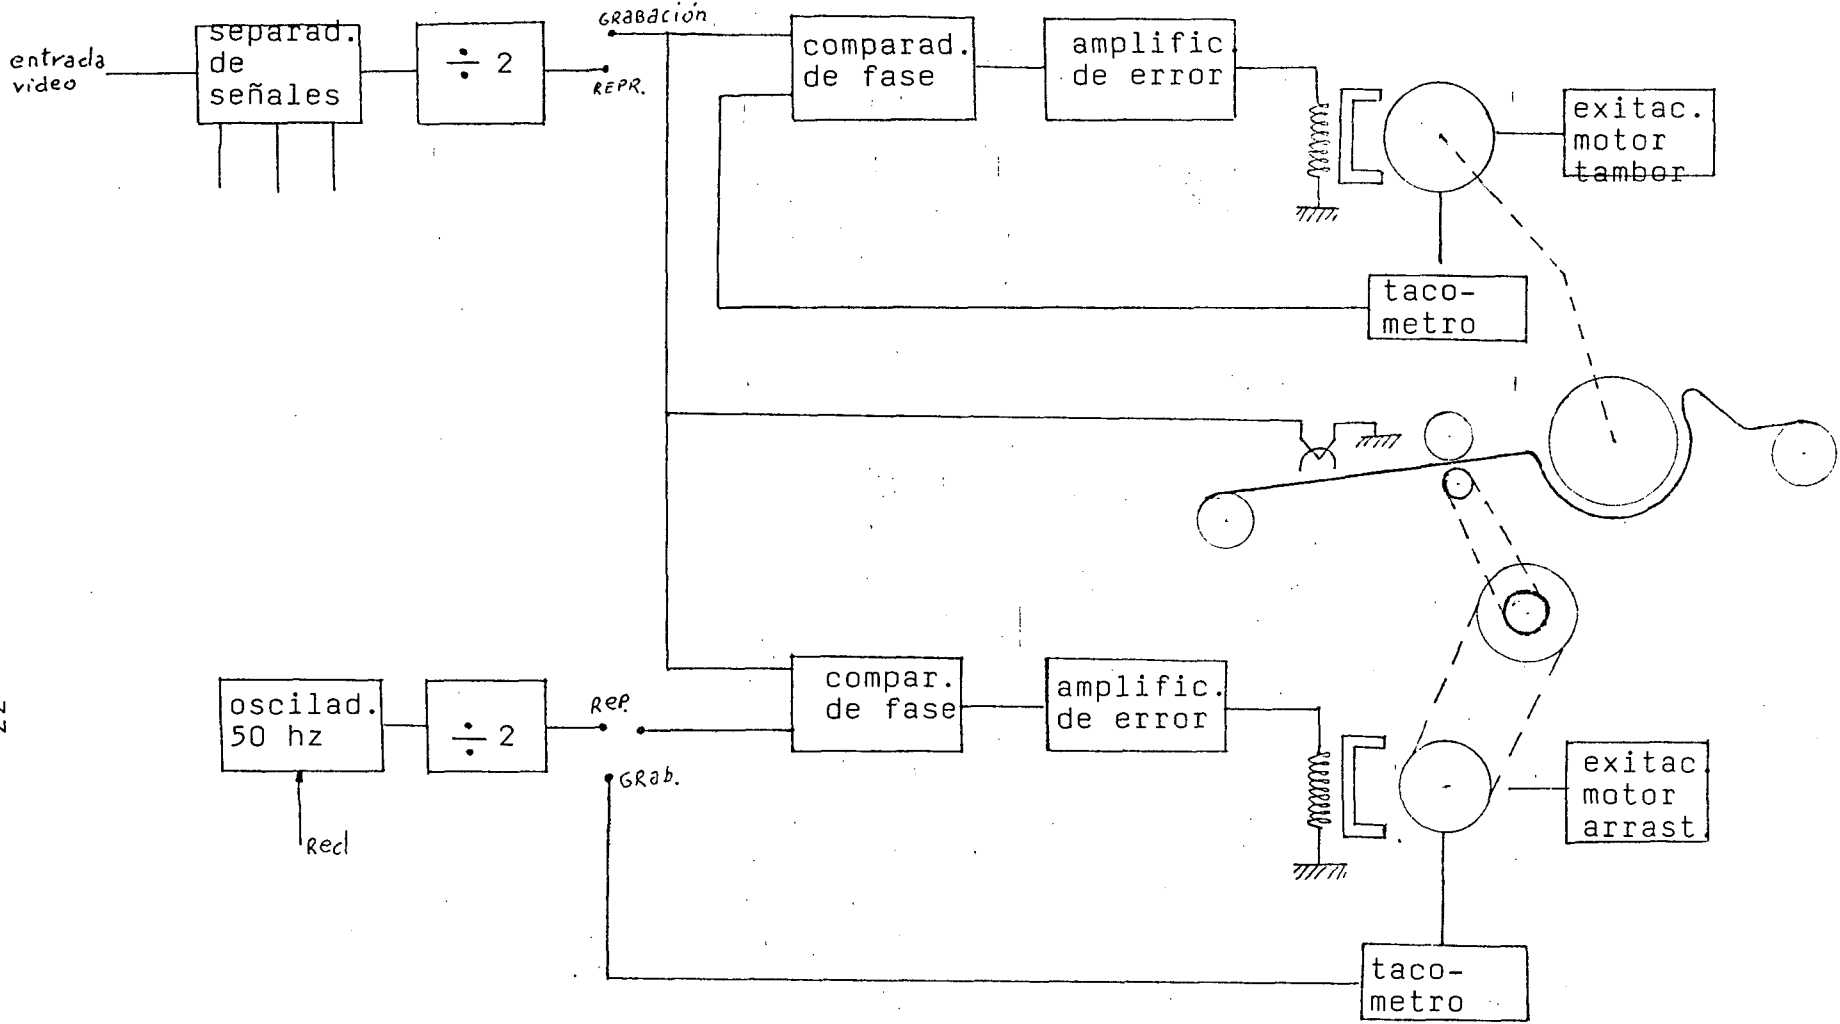 entrada
video
separad.
de
señales
÷ 2
GRABACIÓN
REPR.
comparad.
de fase
amplific
de error
exitac.
motor
tambor
taco-
metro
oscilad.
50 hz
Recl
÷ 2
REP.
GRab.
compar.
de fase
amplific.
de error
exitac
motor
arrast.
taco-
metro
22